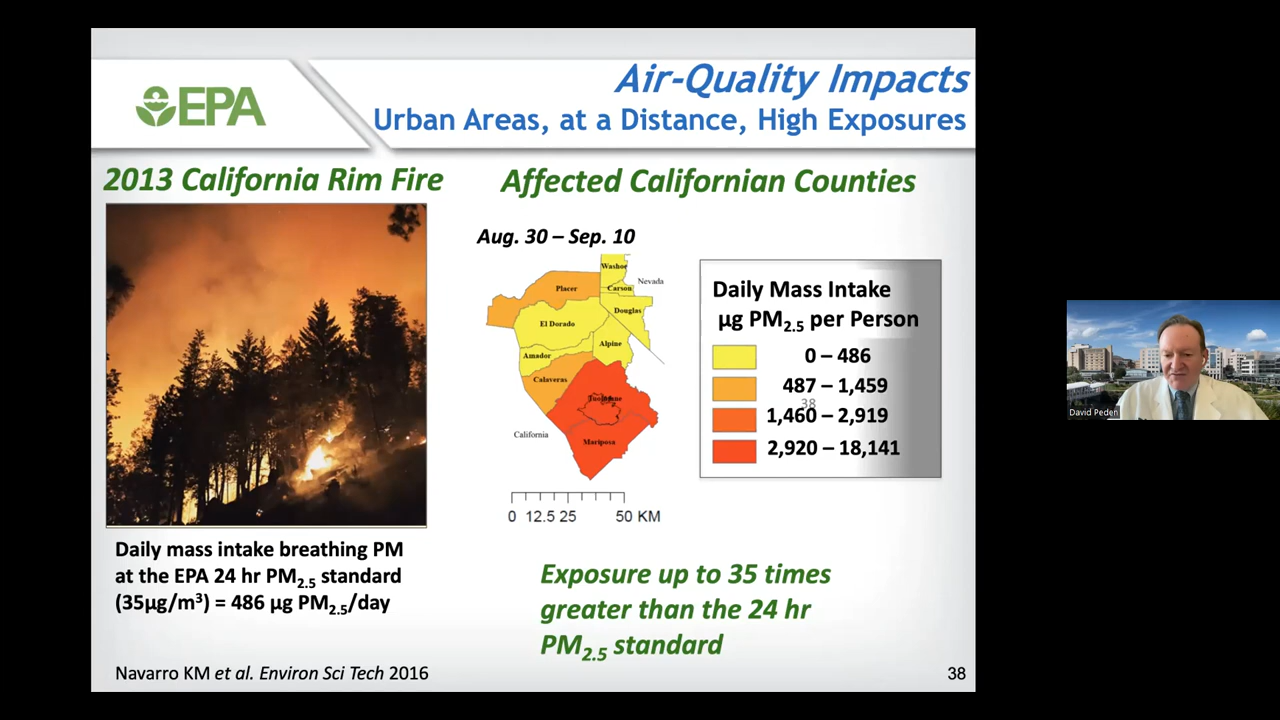 EPA
Air-Quality Impacts
Urban Areas, at a Distance, High Exposures
2013 California Rim Fire
Affected Californian Counties
Aug. 30 – Sep. 10
Washoe
Nevada
Placer
Carson
Douglas
El Dorado
Alpine
Amador
Calaveras
Tuolumne
California
Mariposa
0 12.5 25 50 KM
Daily Mass Intake
µg PM2.5 per Person
0 – 486
487 – 1,459
38
1,460 – 2,919
2,920 – 18,141
Daily mass intake breathing PM
at the EPA 24 hr PM2.5 standard
(35µg/m³) = 486 µg PM2.5/day
Exposure up to 35 times
greater than the 24 hr
PM2.5 standard
Navarro KM et al. Environ Sci Tech 2016
38
David Peden